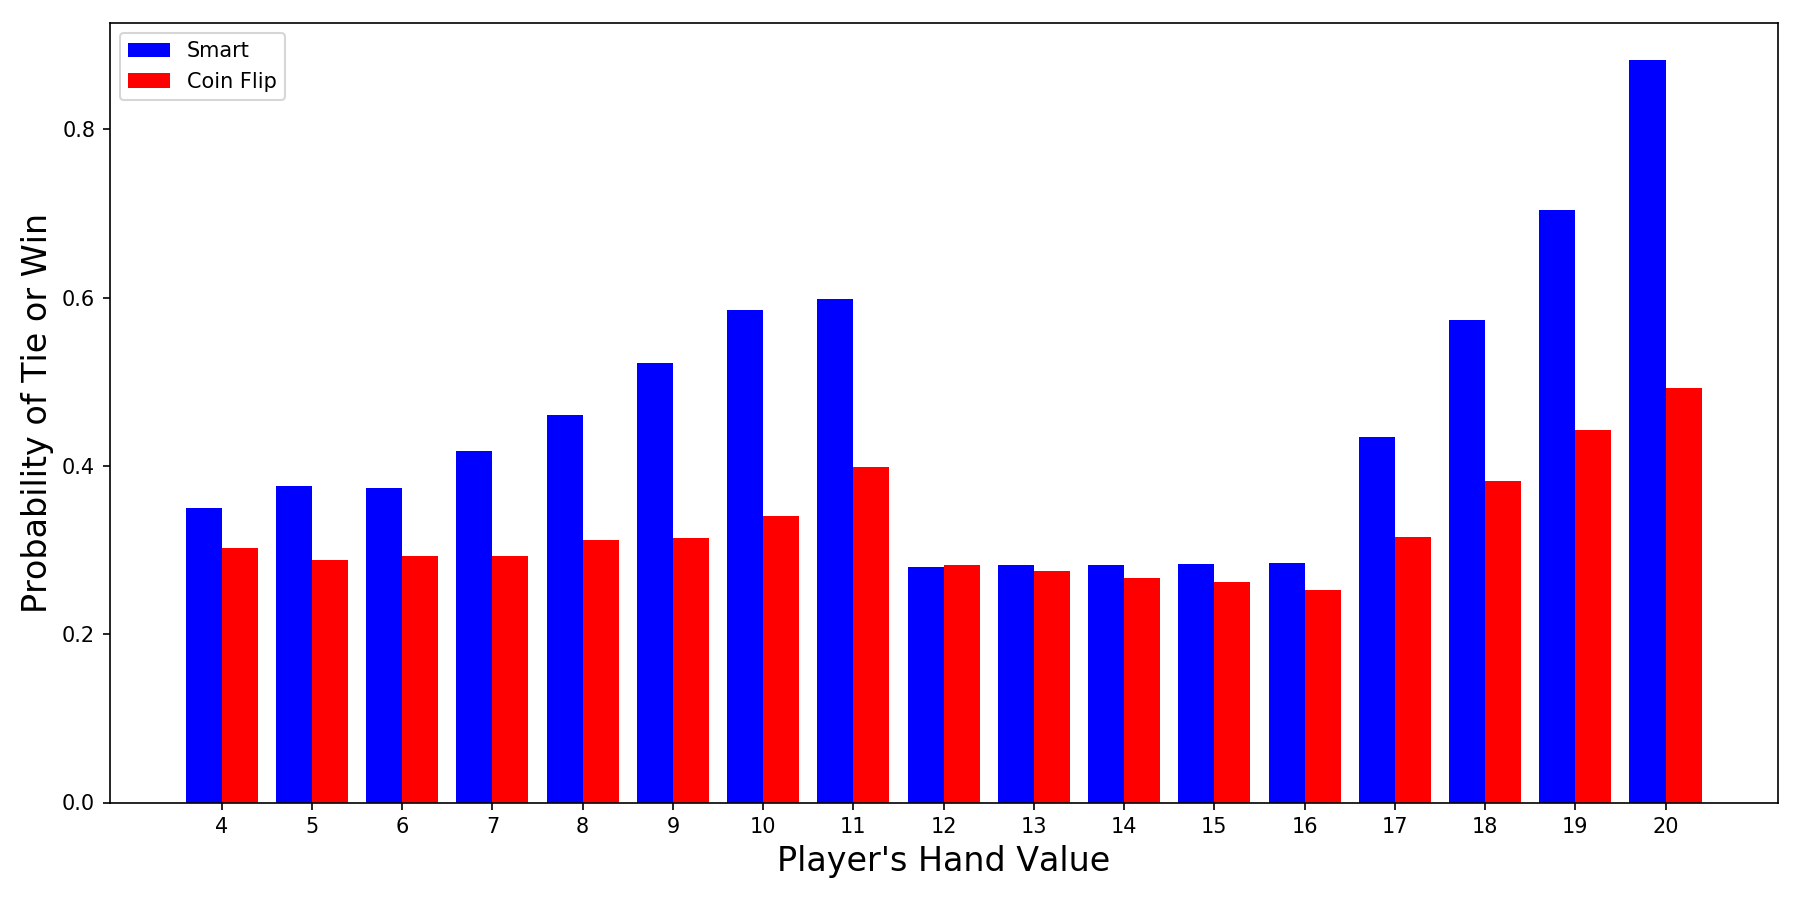 Smart
Coin Flip
Probability of Tie or Win
0.8
0.6
0.4
0.2
0.0
4 5 6 7 8 9 10 11 12 13 14 15 16 17 18 19 20
Player's Hand Value